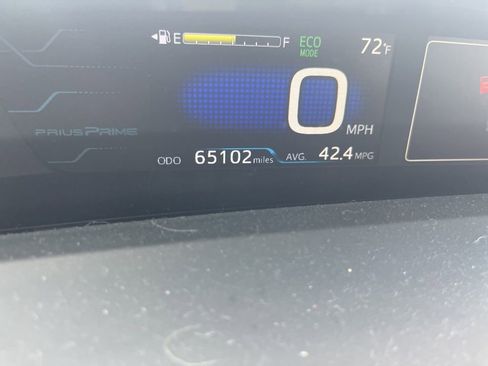 E F ECO 72°F
MODE
0 MPH
PRIUS PRIME
ODO 65102 miles AVG. 42.4 MPG